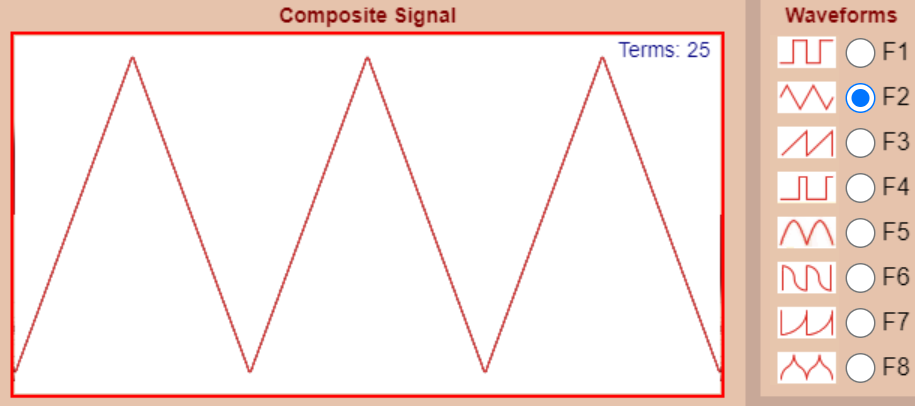 Composite Signal
Terms: 25
Waveforms
F1
F2
F3
F4
F5
F6
F7
F8